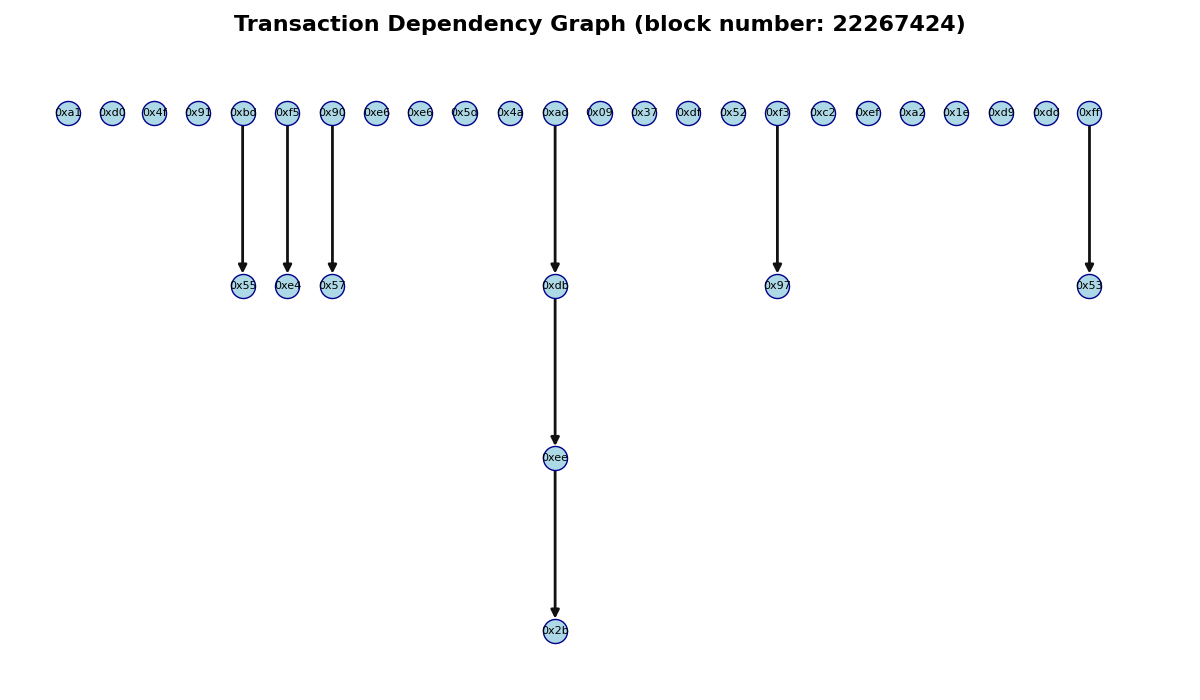 Transaction Dependency Graph (block number: 22267424)
0xa1 0xd0 0x4f 0x91 0xbd 0xf5 0x90 0xe6 0xe6 0x5d 0x4a 0xad 0x09 0x37 0xdf 0x52 0xf3 0xc2 0xef 0xa2 0x1e 0xd9 0xdd 0xff
0x55 0xe4 0x57 0xdb 0x97 0x53
0xee
0x2b